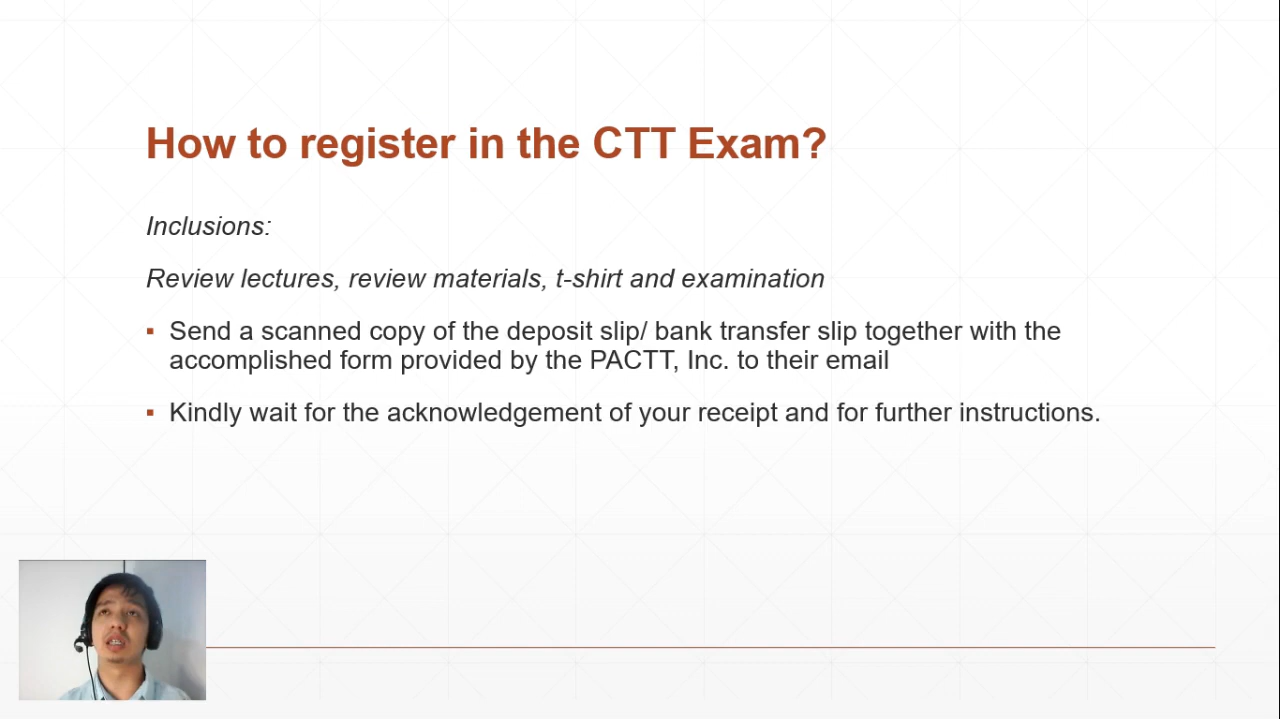 How to register in the CTT Exam?
Inclusions:
Review lectures, review materials, t-shirt and examination
▪ Send a scanned copy of the deposit slip/ bank transfer slip together with the
accomplished form provided by the PACTT, Inc. to their email
▪ Kindly wait for the acknowledgement of your receipt and for further instructions.